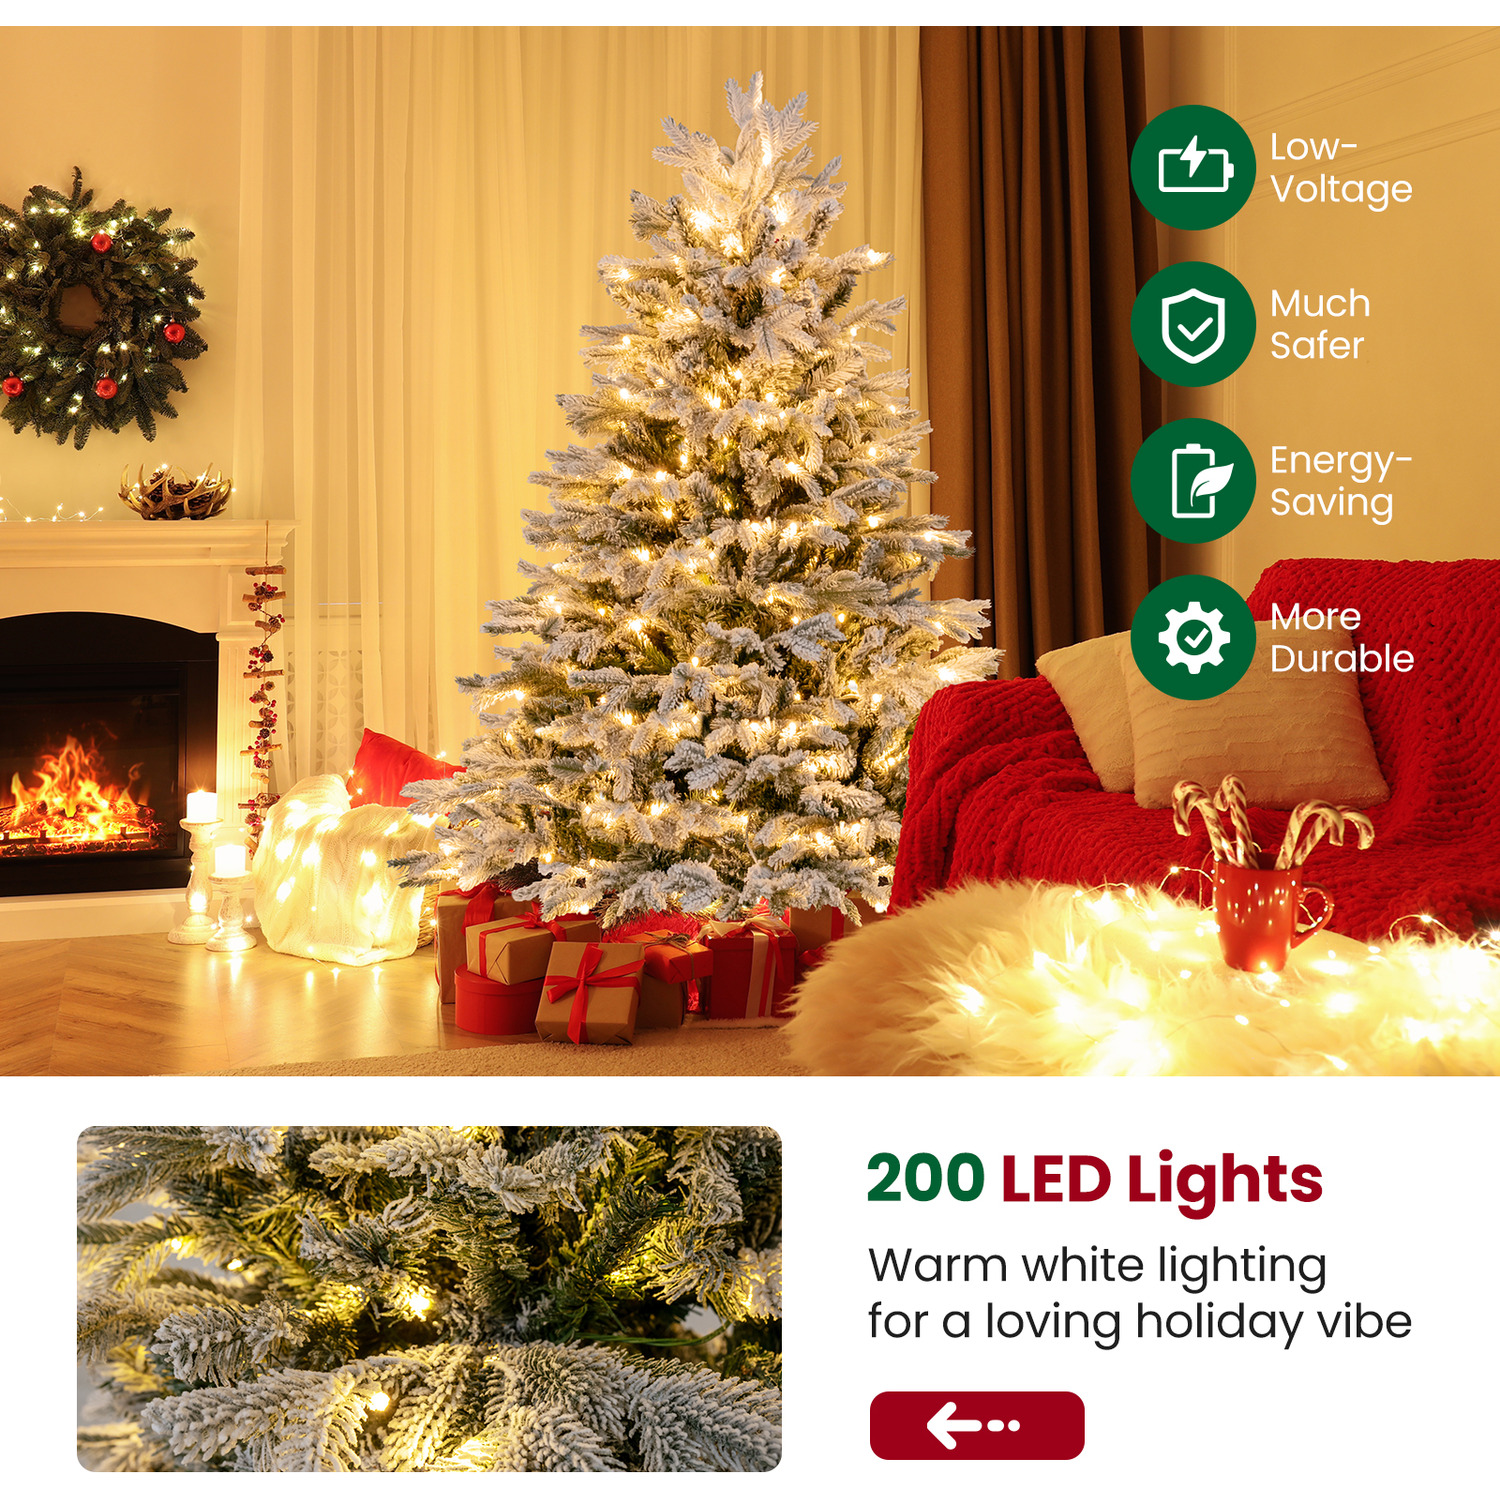 Low-
Voltage
Much
Safer
Energy-
Saving
More
Durable
200 LED Lights
Warm white lighting
for a loving holiday vibe